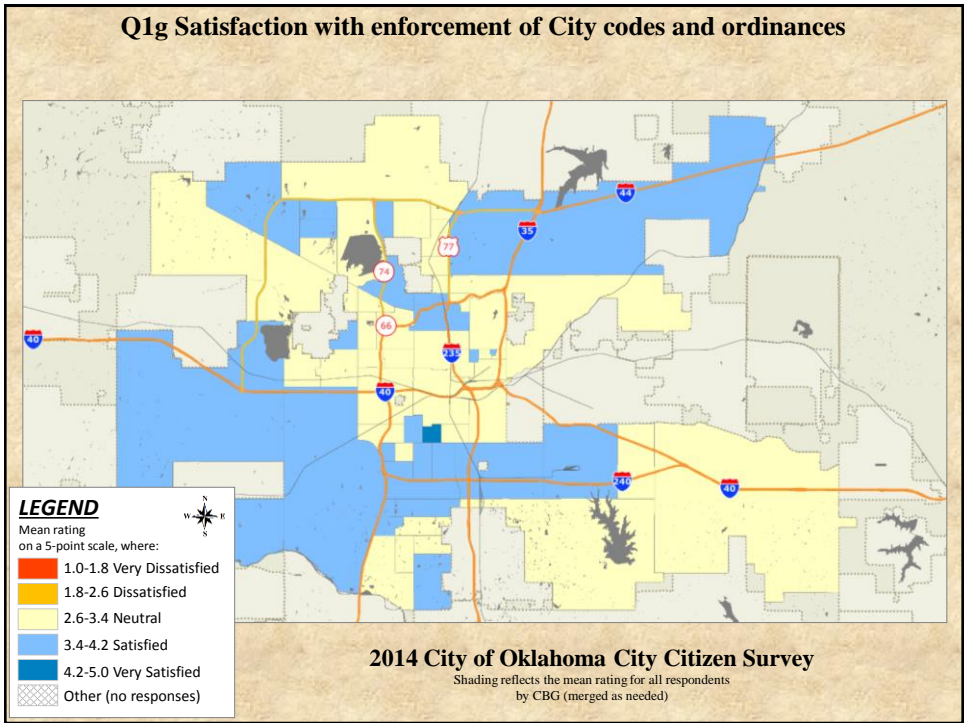 Q1g Satisfaction with enforcement of City codes and ordinances
44
35
77
74
66
40
235
40
240
40
LEGEND
N
W
E
S
Mean rating
on a 5-point scale, where:
1.0-1.8 Very Dissatisfied
1.8-2.6 Dissatisfied
2.6-3.4 Neutral
3.4-4.2 Satisfied
4.2-5.0 Very Satisfied
Other (no responses)
2014 City of Oklahoma City Citizen Survey
Shading reflects the mean rating for all respondents
by CBG (merged as needed)